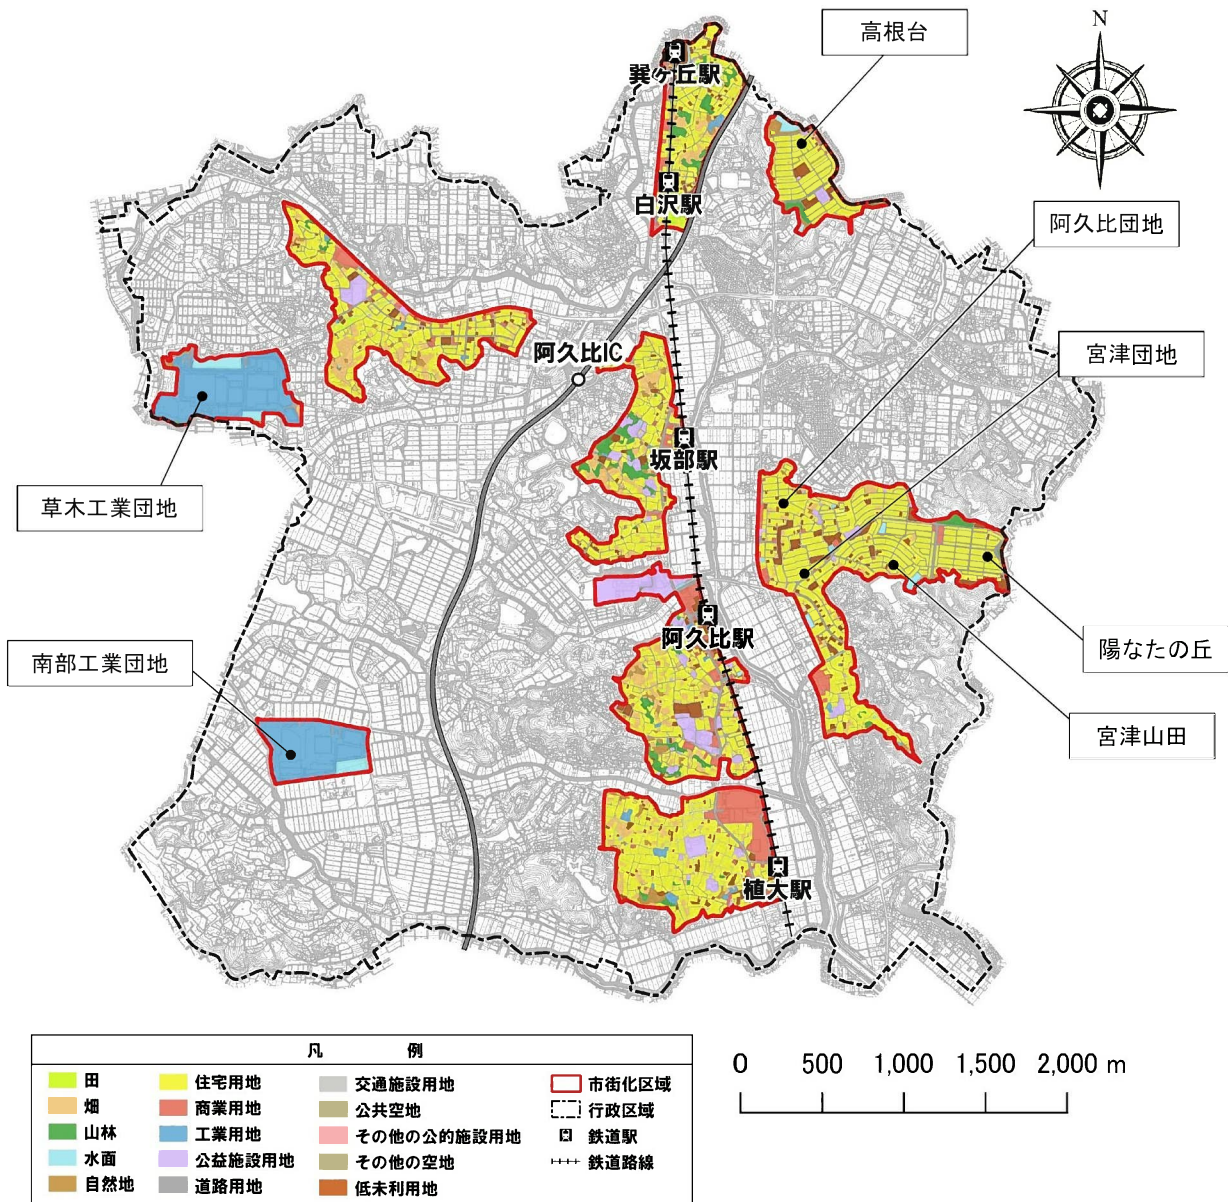 N
高根台
巽ヶ丘駅
白沢駅
阿久比団地
宮津団地
阿久比IC
坂部駅
草木工業団地
阿久比駅
陽なたの丘
南部工業団地
宮津山田
植大駅
凡 例
田
畑
山林
水面
自然地
住宅用地
商業用地
工業用地
公益施設用地
道路用地
交通施設用地
公共空地
その他の公的施設用地
その他の空地
低未利用地
市街化区域
行政区域
鉄道駅
鉄道路線
0 500 1,000 1,500 2,000 m